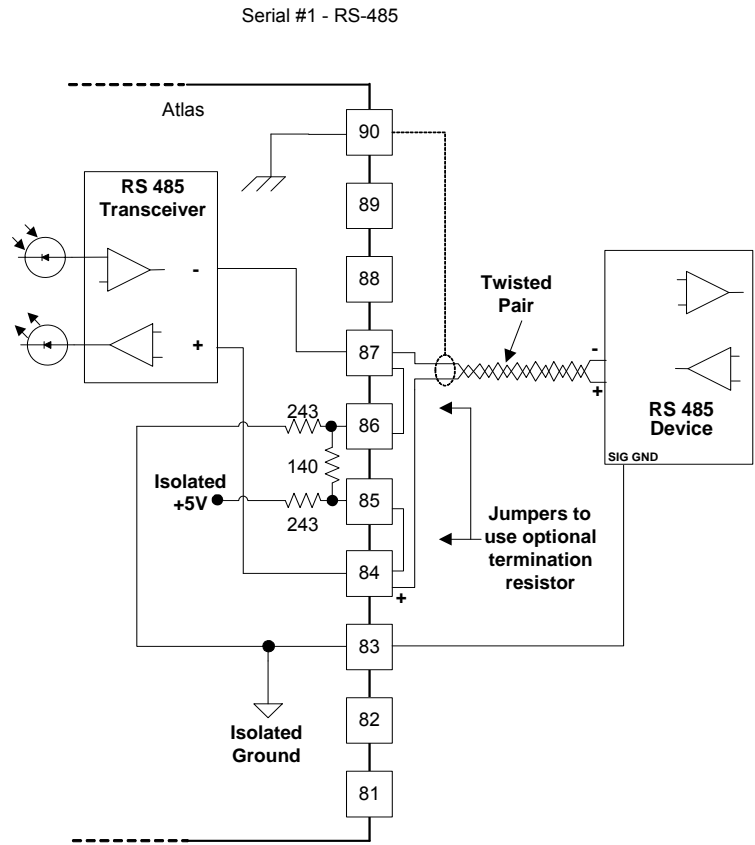 Serial #1 - RS-485
Atlas
90
RS 485
Transceiver
89
88
-
+
Twisted
Pair
87
-
+
RS 485
Device
SIG GND
243
86
140
Isolated
+5V
85
243
Jumpers to
use optional
termination
resistor
84
+
83
Isolated
Ground
82
81